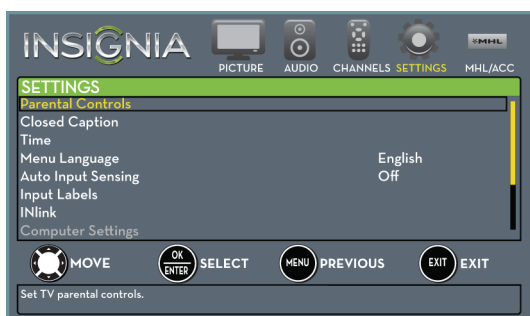 INSIGNIA
PICTURE AUDIO CHANNELS SETTINGS MHL MHL/ACC
SETTINGS
Parental Controls
Closed Caption
Time
Menu Language English
Auto Input Sensing Off
Input Labels
INlink
Computer Settings
MOVE OK ENTER SELECT MENU PREVIOUS EXIT EXIT
Set TV parental controls.